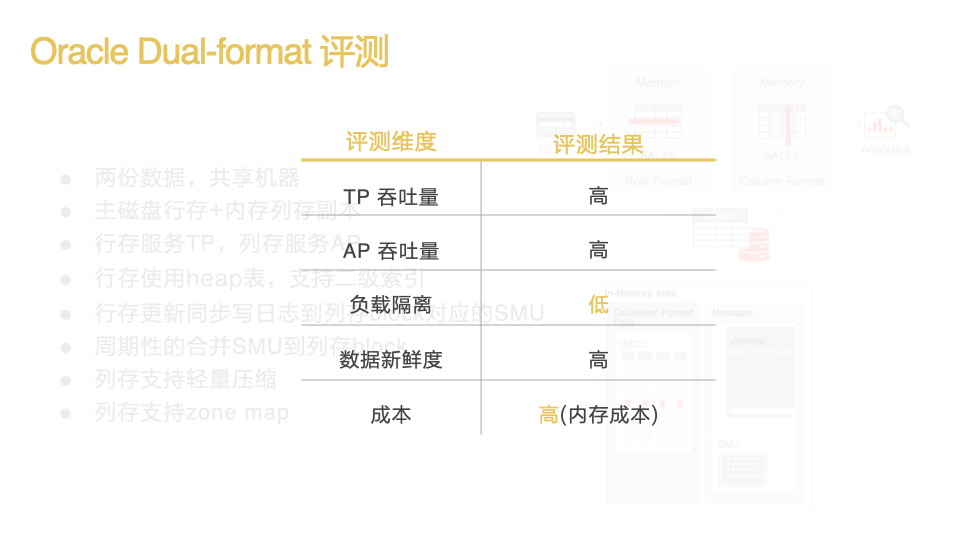 Oracle Dual-format 评测
评测维度
评测结果
TP 吞吐量
高
AP 吞吐量
高
负载隔离
低
数据新鲜度
高
成本
高(内存成本)
两份数据，共享机器
主磁盘行存+内存列存副本
行存服务TP，列存服务AP
行存使用heap表，支持二级索引
行存更新同步写日志到列存block对应的SMU
周期性的合并SMU到列存block
列存支持轻量压缩
列存支持zone map
Memory
Memory
SALES
SALES
Row Format
Column Format
Analytics
In-Memory Area
Columnar Format
Data
Metadata
IMCU
Journal
X X X X
SMU